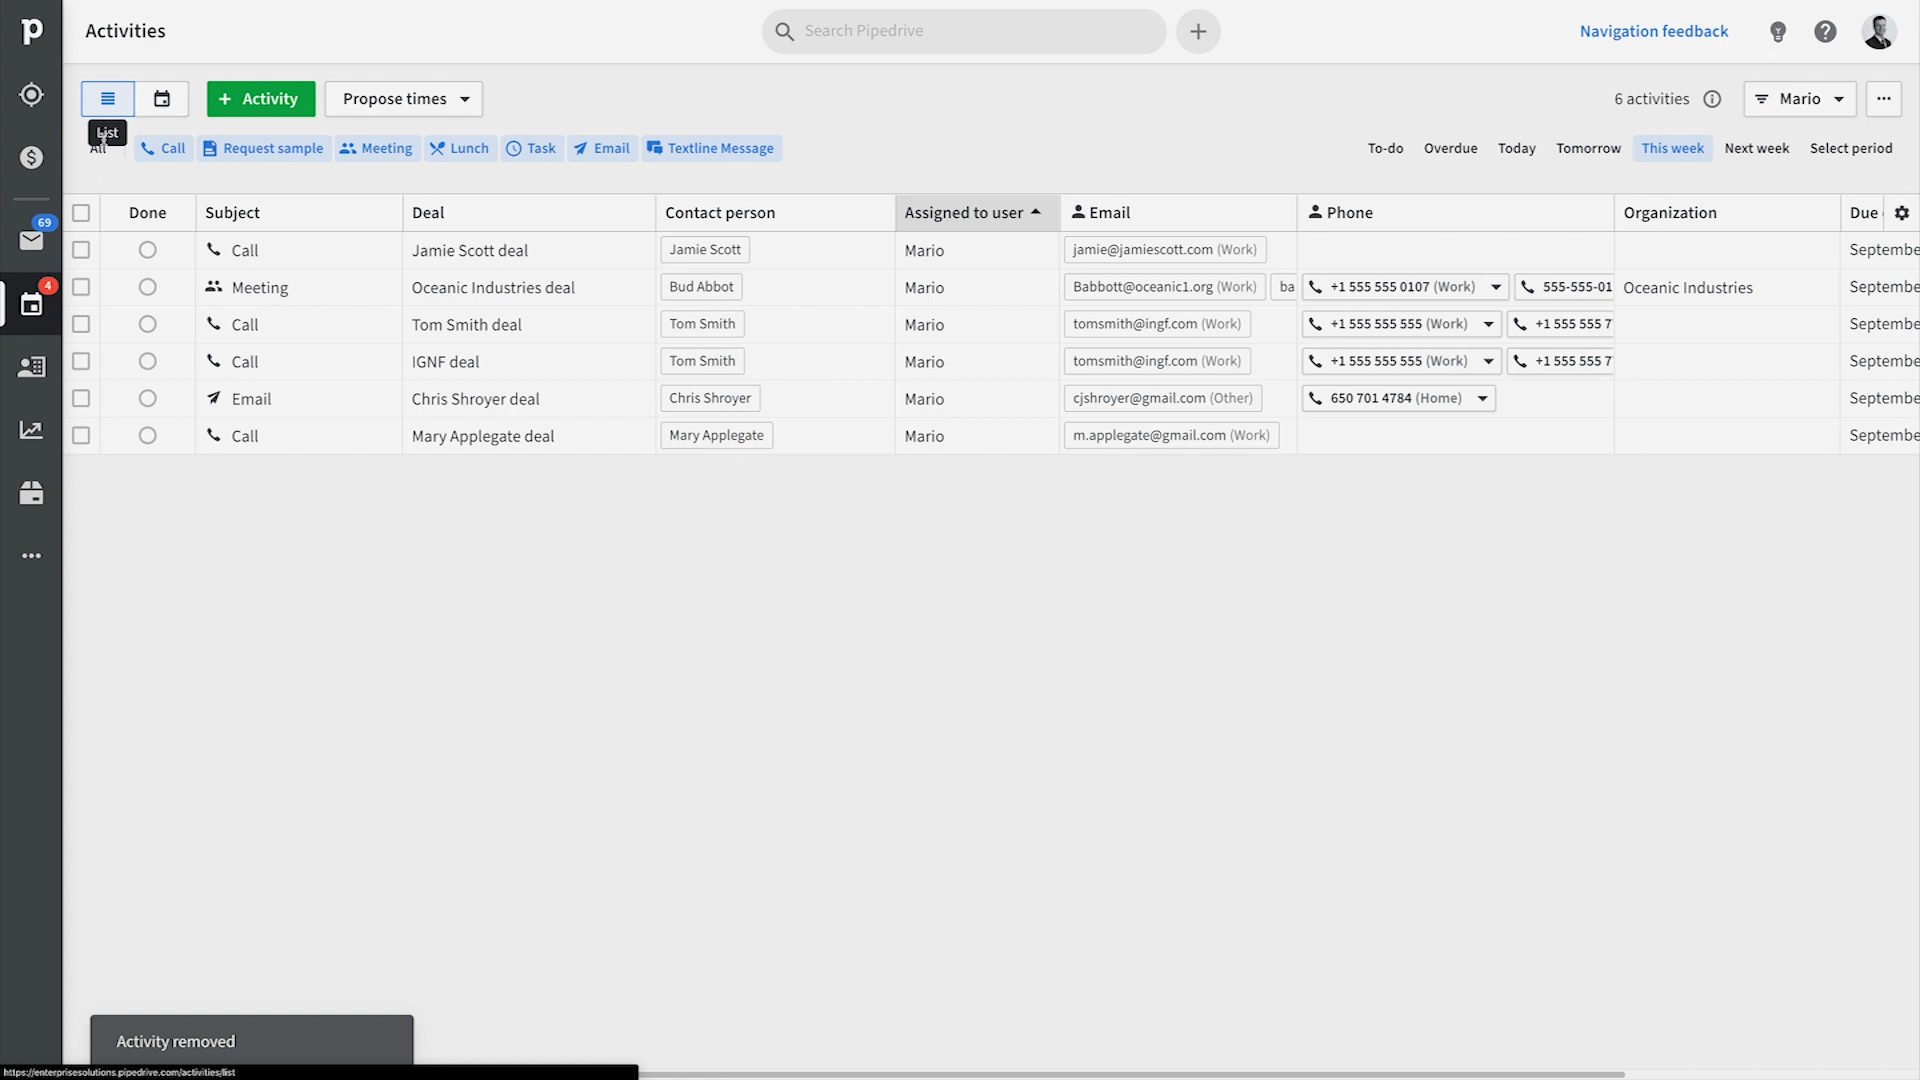 p Activities Search Pipedrive Navigation feedback
+ Activity Propose times 6 activities Mario ...
List
All Call Request sample Meeting Lunch Task Email Textline Message To-do Overdue Today Tomorrow This week Next week Select period
69
4
Done Subject Deal Contact person Assigned to user Email Phone Organization Due
Call Jamie Scott deal Jamie Scott Mario jamie@jamiescott.com (Work) Septembe
Meeting Oceanic Industries deal Bud Abbot Mario Babbott@oceanic1.org (Work) ba +1 555 555 0107 (Work) 555-555-01 Oceanic Industries Septembe
Call Tom Smith deal Tom Smith Mario tomsmith@ingf.com (Work) +1 555 555 555 (Work) +1 555 555 7 Septembe
Call IGNF deal Tom Smith Mario tomsmith@ingf.com (Work) +1 555 555 555 (Work) +1 555 555 7 Septembe
Email Chris Shroyer deal Chris Shroyer Mario cjshroyer@gmail.com (Other) 650 701 4784 (Home) Septembe
Call Mary Applegate deal Mary Applegate Mario m.applegate@gmail.com (Work) Septembe
Activity removed
https://enterprisesolutions.pipedrive.com/activities/list